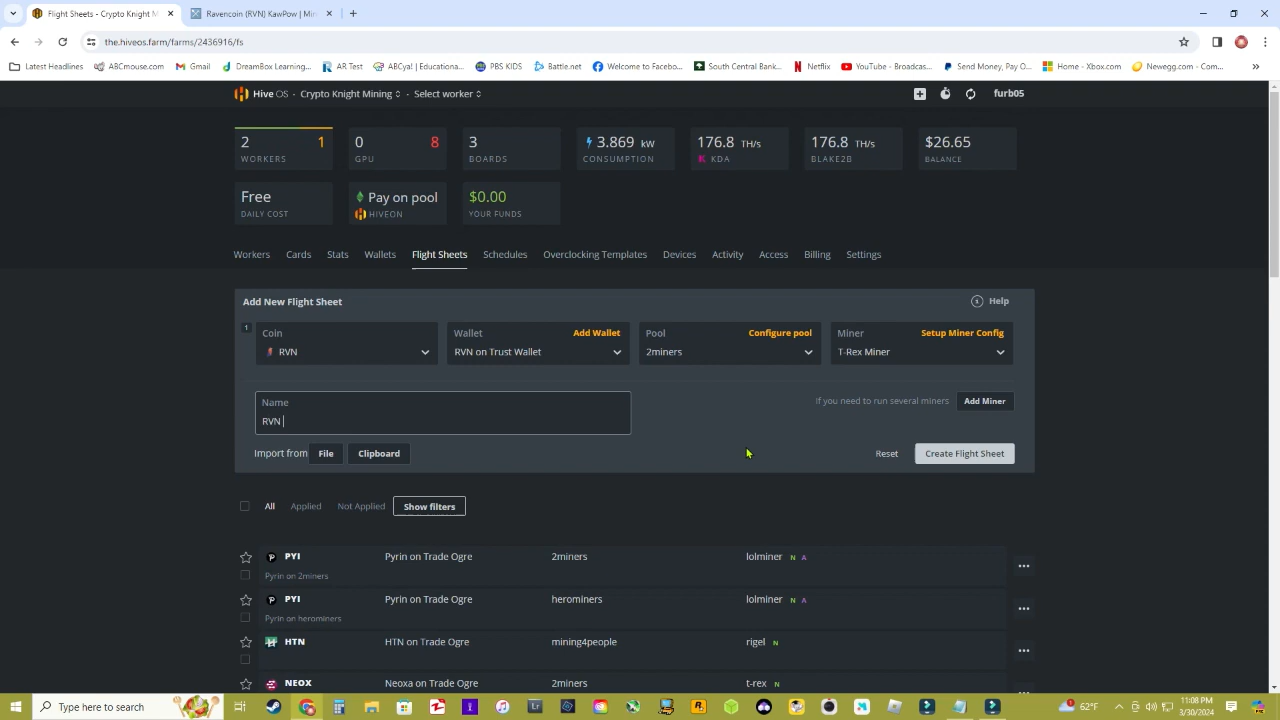 Flight Sheets - Crypto Knight M
Ravencoin (RVN) KawPow | Min
the.hiveos.farm/farms/2436916/fs
Latest Headlines ABCmouse.com Gmail DreamBox Learning... AR Test ABCya! | Educationa... PBS KIDS Battle.net Welcome to Facebo... South Central Bank... Netflix YouTube - Broadcas... Send Money, Pay O... Home - Xbox.com Newegg.com - Com...
Hive OS · Crypto Knight Mining · Select worker furb05
2 1 0 8 3 3.869 kW 176.8 TH/s 176.8 TH/s $26.65
WORKERS GPU BOARDS CONSUMPTION KDA BLAKE2B BALANCE
Free Pay on pool $0.00
DAILY COST HIVEON YOUR FUNDS
Workers Cards Stats Wallets Flight Sheets Schedules Overclocking Templates Devices Activity Access Billing Settings
Add New Flight Sheet Help
1 Coin Wallet Add Wallet Pool Configure pool Miner Setup Miner Config
RVN RVN on Trust Wallet 2miners T-Rex Miner
Name
If you need to run several miners Add Miner
RVN
Import from File Clipboard Reset Create Flight Sheet
All Applied Not Applied Show filters
PYI Pyrin on Trade Ogre 2miners lolminer N A
Pyrin on 2miners
PYI Pyrin on Trade Ogre herominers lolminer N A
Pyrin on herominers
HTN HTN on Trade Ogre mining4people rigel N
NEOX Neoxa on Trade Ogre 2miners t-rex N
Type here to search
62°F
11:08 PM
3/30/2024